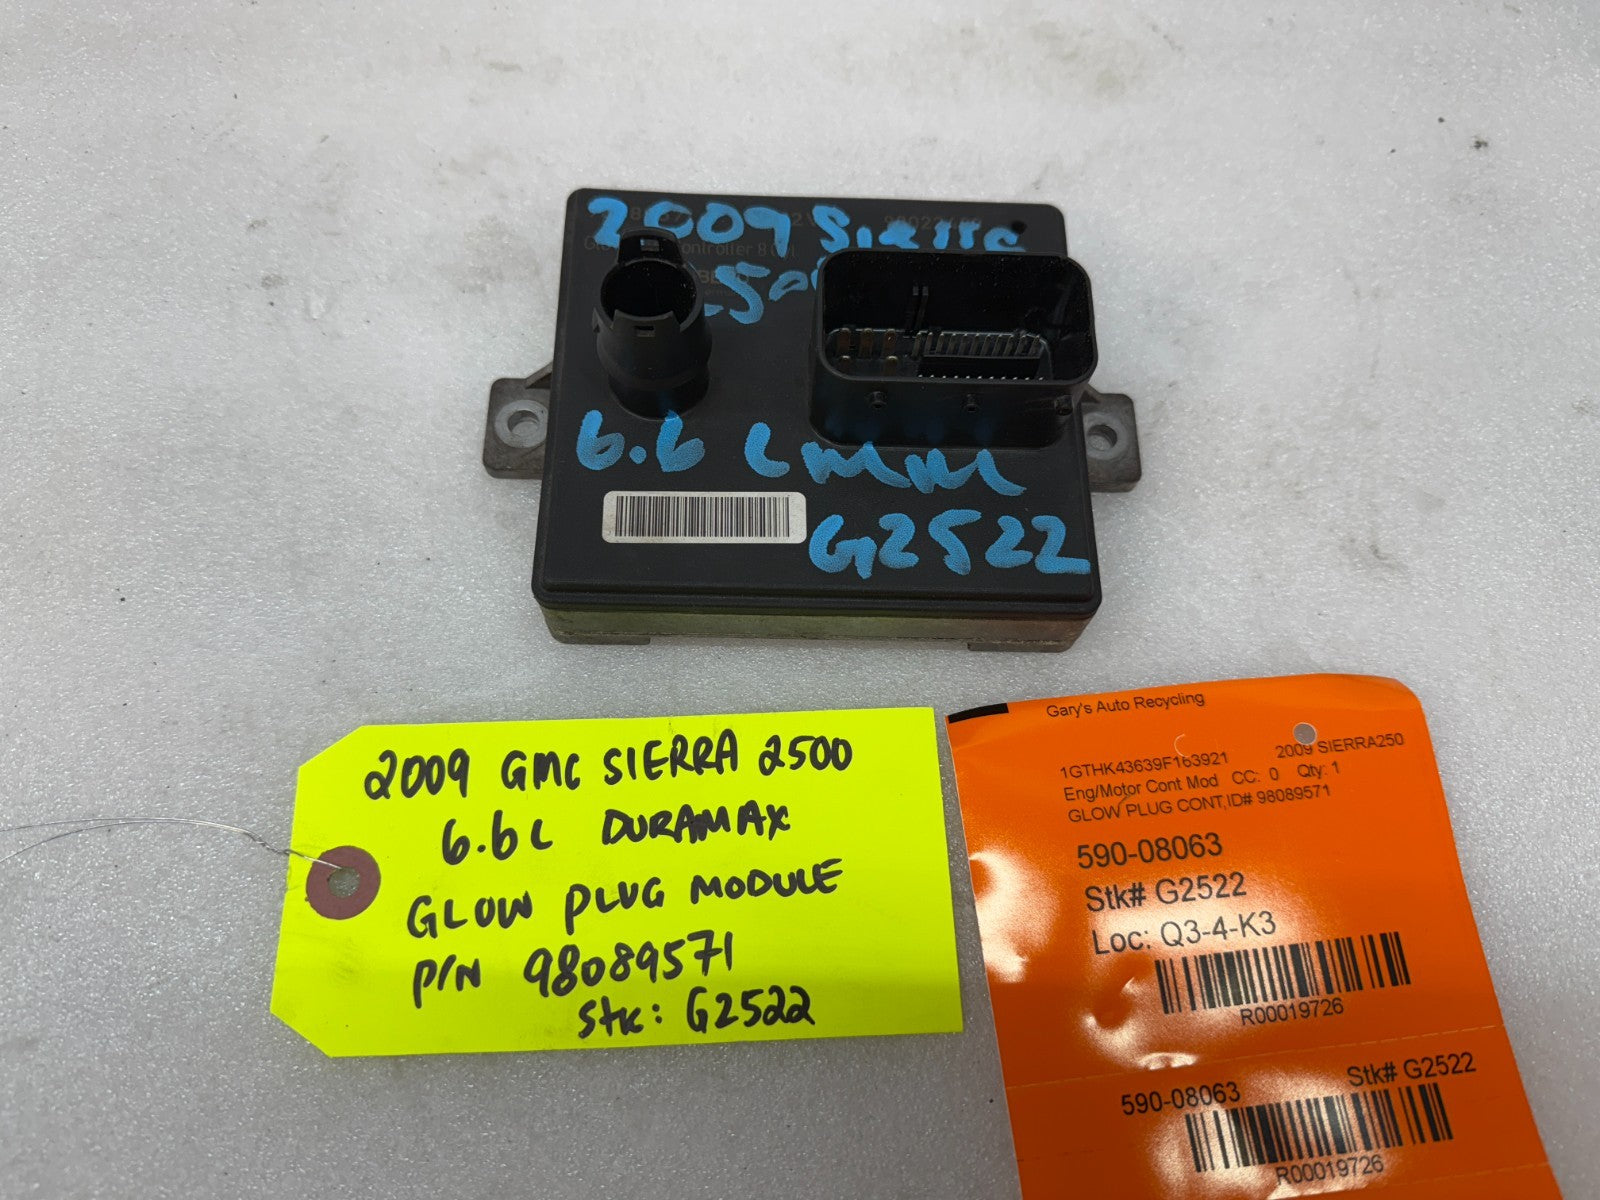 2009 Sierra
6.6 Lmm
G2522
2009 GMC SIERRA 2500
6.6L DURAMAX
GLOW PLUG MODULE
P/N 98089571
Stk: G2522
Gary's Auto Recycling
1GTHK43639F163921 2009 SIERRA250
Eng/Motor Cont Mod CC: 0 Qty: 1
GLOW PLUG CONT,ID# 98089571
590-08063
Stk# G2522
Loc: Q3-4-K3
R00019726
590-08063 Stk# G2522
R00019726